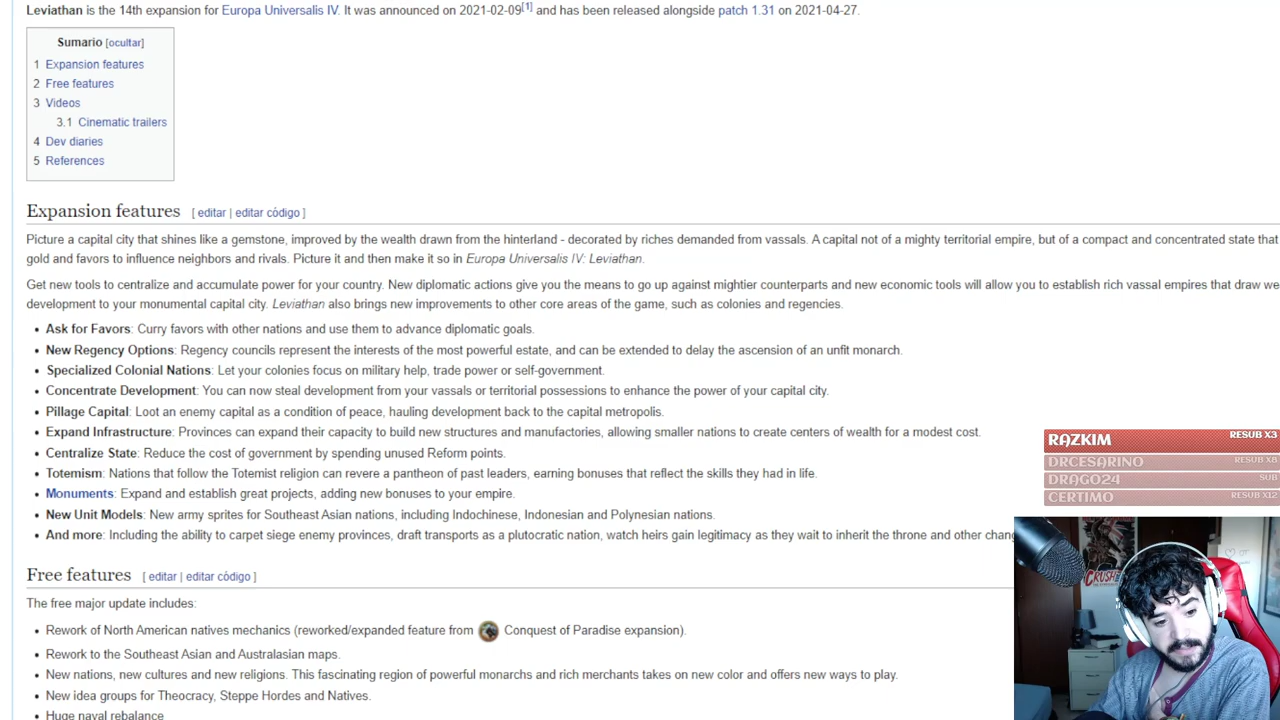 Leviathan is the 14th expansion for Europa Universalis IV. It was announced on 2021-02-09[1] and has been released alongside patch 1.31 on 2021-04-27.
Sumario [ocultar]
1 Expansion features
2 Free features
3 Videos
3.1 Cinematic trailers
4 Dev diaries
5 References
Expansion features [ editar | editar código ]
Picture a capital city that shines like a gemstone, improved by the wealth drawn from the hinterland - decorated by riches demanded from vassals. A capital not of a mighty territorial empire, but of a compact and concentrated state that
gold and favors to influence neighbors and rivals. Picture it and then make it so in Europa Universalis IV: Leviathan.
Get new tools to centralize and accumulate power for your country. New diplomatic actions give you the means to go up against mightier counterparts and new economic tools will allow you to establish rich vassal empires that draw we
development to your monumental capital city. Leviathan also brings new improvements to other core areas of the game, such as colonies and regencies.
• Ask for Favors: Curry favors with other nations and use them to advance diplomatic goals.
• New Regency Options: Regency councils represent the interests of the most powerful estate, and can be extended to delay the ascension of an unfit monarch.
• Specialized Colonial Nations: Let your colonies focus on military help, trade power or self-government.
• Concentrate Development: You can now steal development from your vassals or territorial possessions to enhance the power of your capital city.
• Pillage Capital: Loot an enemy capital as a condition of peace, hauling development back to the capital metropolis.
• Expand Infrastructure: Provinces can expand their capacity to build new structures and manufactories, allowing smaller nations to create centers of wealth for a modest cost.
• Centralize State: Reduce the cost of government by spending unused Reform points.
• Totemism: Nations that follow the Totemist religion can revere a pantheon of past leaders, earning bonuses that reflect the skills they had in life.
• Monuments: Expand and establish great projects, adding new bonuses to your empire.
• New Unit Models: New army sprites for Southeast Asian nations, including Indochinese, Indonesian and Polynesian nations.
• And more: Including the ability to carpet siege enemy provinces, draft transports as a plutocratic nation, watch heirs gain legitimacy as they wait to inherit the throne and other chang
Free features [ editar | editar código ]
The free major update includes:
• Rework of North American natives mechanics (reworked/expanded feature from Conquest of Paradise expansion).
• Rework to the Southeast Asian and Australasian maps.
• New nations, new cultures and new religions. This fascinating region of powerful monarchs and rich merchants takes on new color and offers new ways to play.
• New idea groups for Theocracy, Steppe Hordes and Natives.
• Huge naval rebalance
RAZKIM RESUB X3
DRCESARINO RESUB X8
DRAGO24 SUB
CERTIMO RESUB X12
CRUSH